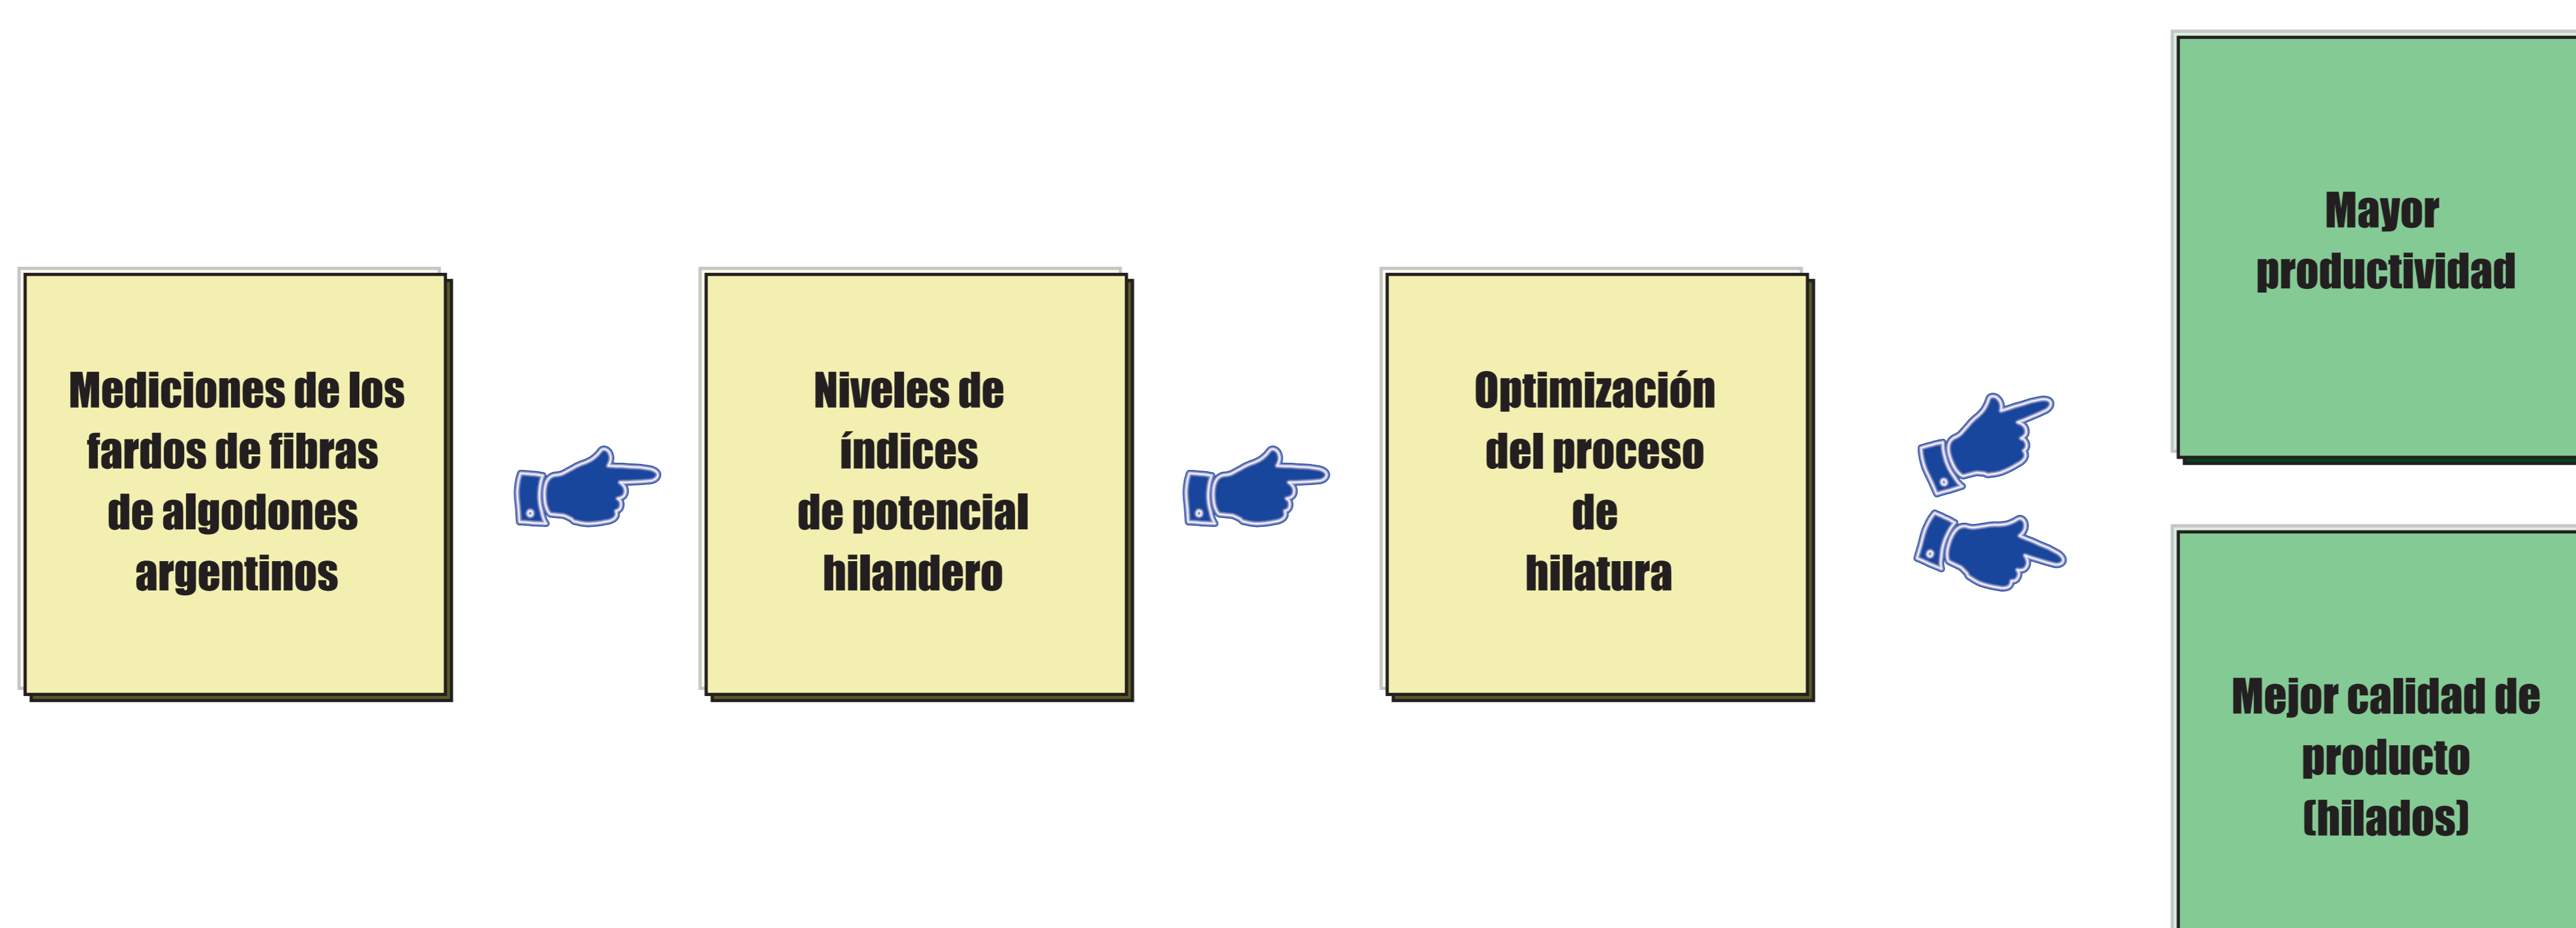 Mediciones de los
fardos de fibras
de algodones
argentinos
Niveles de
índices
de potencial
hilandero
Optimización
del proceso
de
hilatura
Mayor
productividad
Mejor calidad de
producto
(hilados)